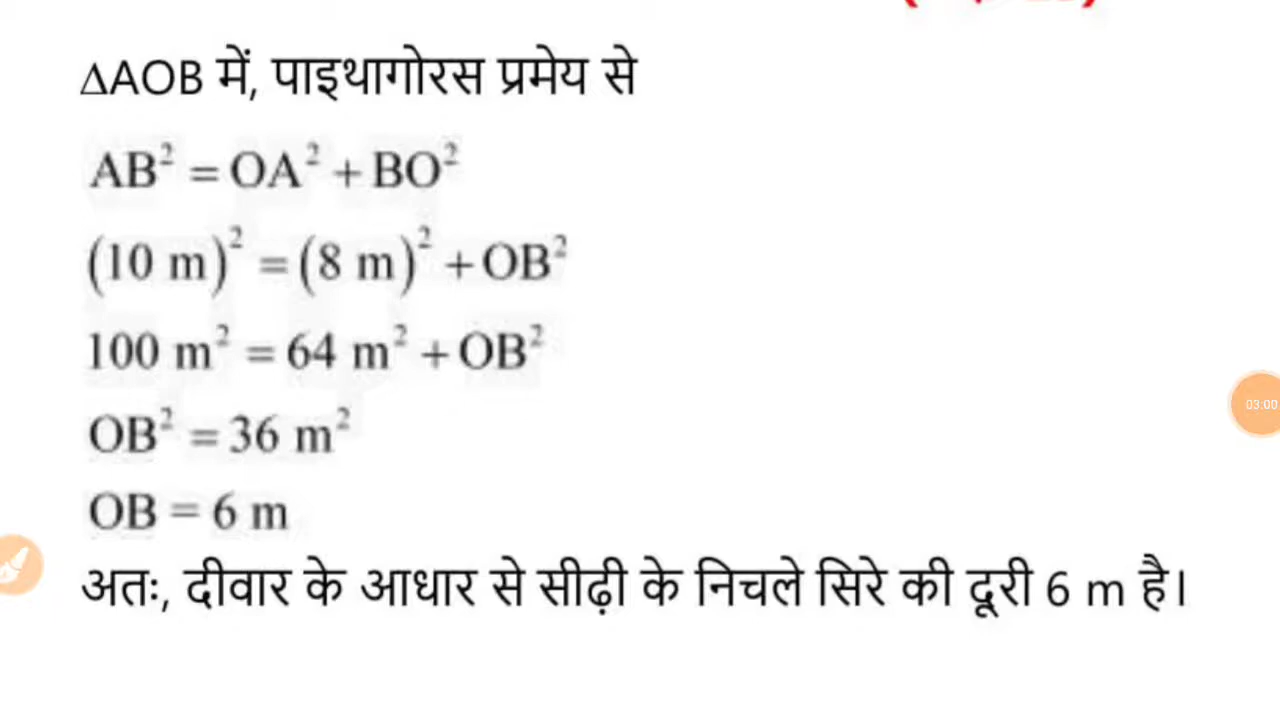 ΔAOB में, पाइथागोरस प्रमेय से
AB² = OA² + BO²
(10 m)² = (8 m)² + OB²
100 m² = 64 m² + OB²
OB² = 36 m²
OB = 6 m
03:00
अतः, दीवार के आधार से सीढ़ी के निचले सिरे की दूरी 6 m है।